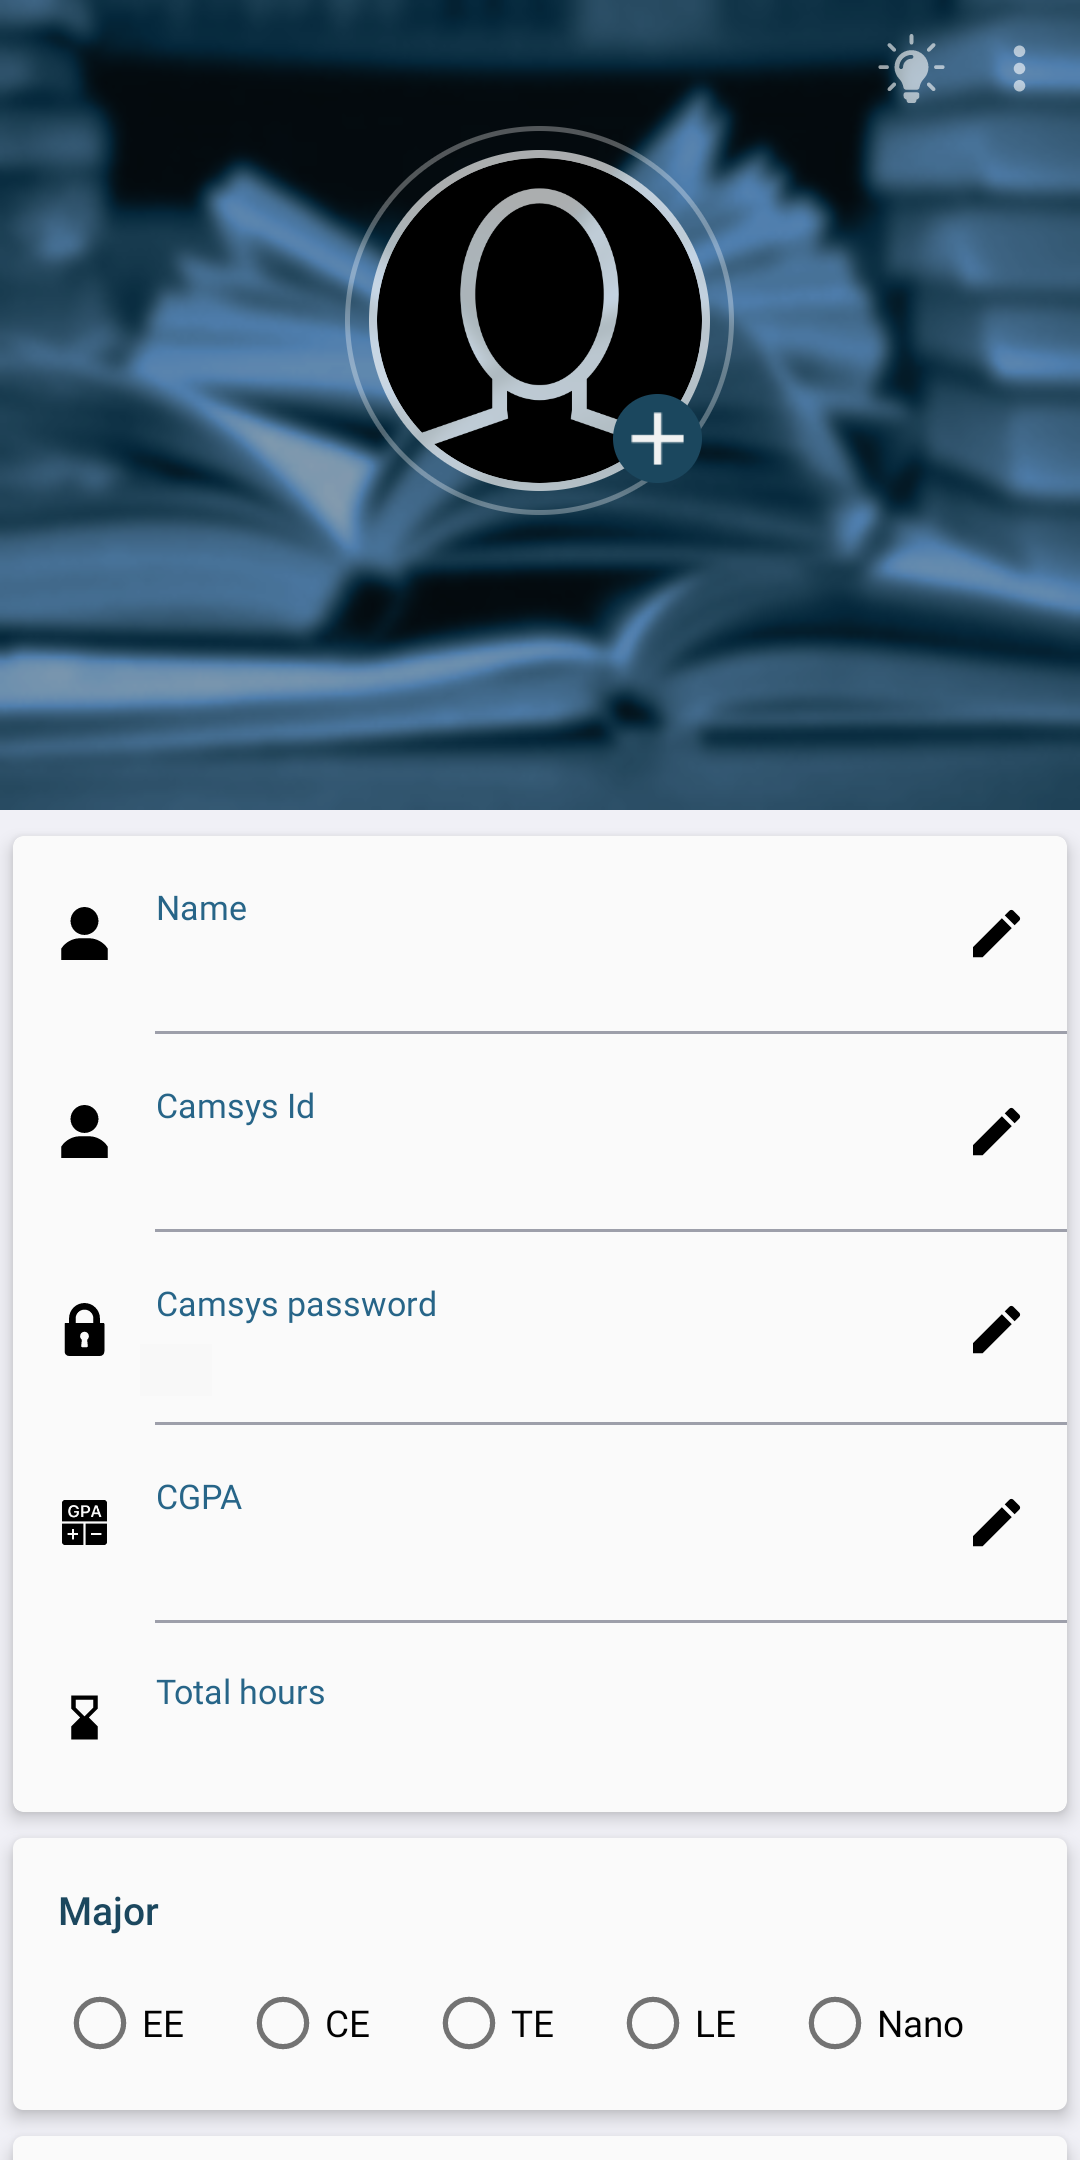 Name
Camsys Id
Camsys password
GPA
CGPA
Total hours
Major
EE
CE
TE
LE
Nano